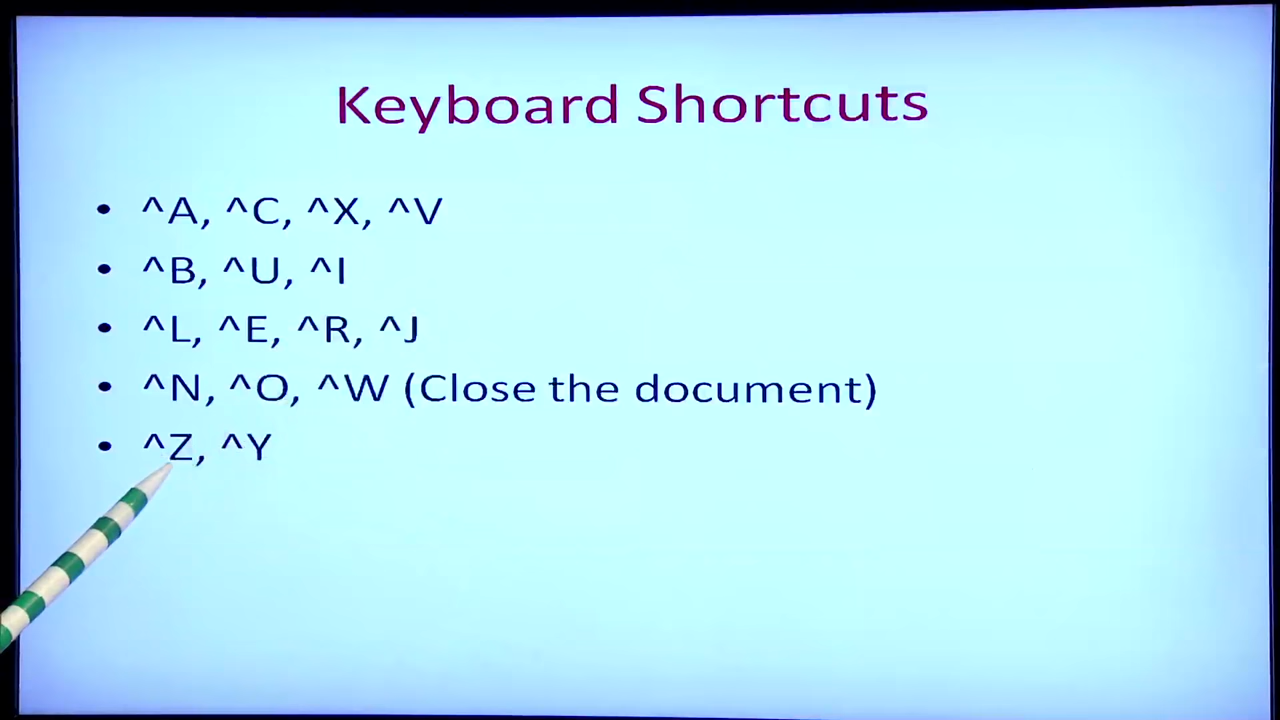 Keyboard Shortcuts
• ^A, ^C, ^X, ^V
• ^B, ^U, ^I
• ^L, ^E, ^R, ^J
• ^N, ^O, ^W (Close the document)
• ^Z, ^Y